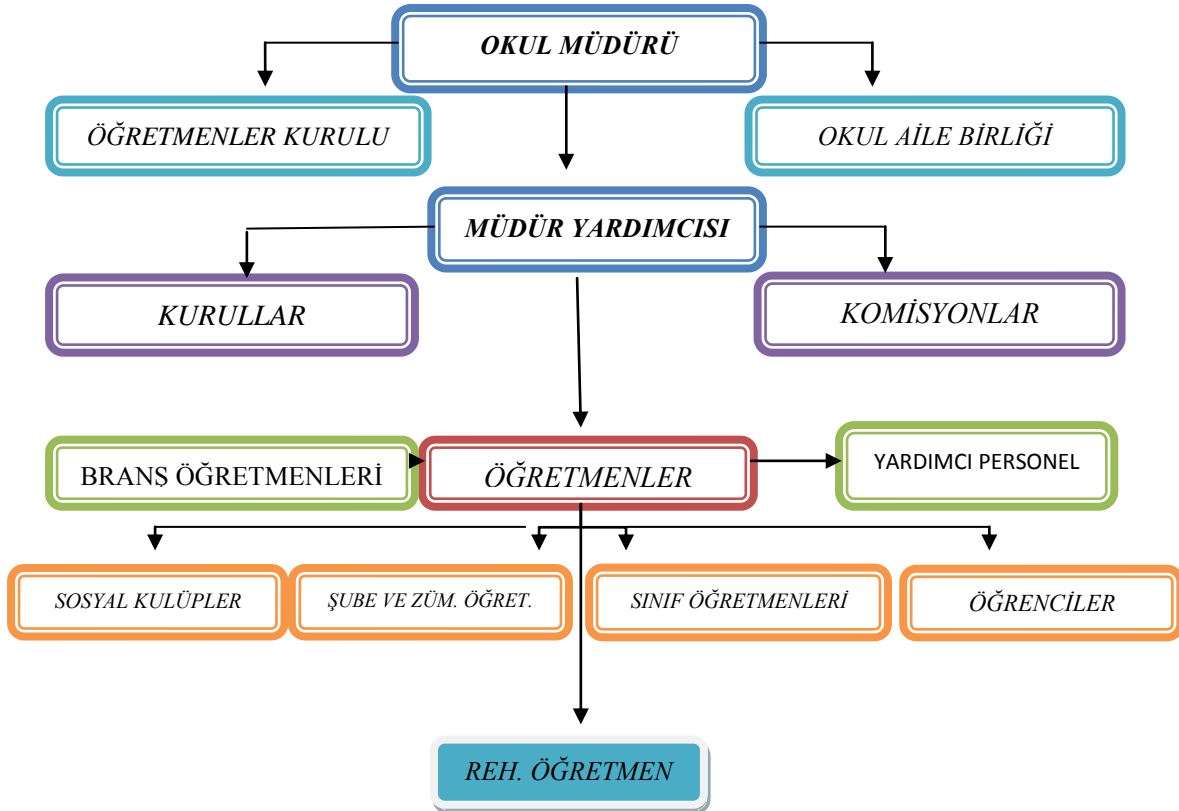 OKUL MÜDÜRÜ
ÖĞRETMENLER KURULU
OKUL AİLE BİRLİĞİ
MÜDÜR YARDIMCISI
KURULLAR
KOMİSYONLAR
BRANŞ ÖĞRETMENLERİ
ÖĞRETMENLER
YARDIMCI PERSONEL
SOSYAL KULÜPLER
ŞUBE VE ZÜM. ÖĞRET.
SINIF ÖĞRETMENLERİ
ÖĞRENCİLER
REH. ÖĞRETMEN